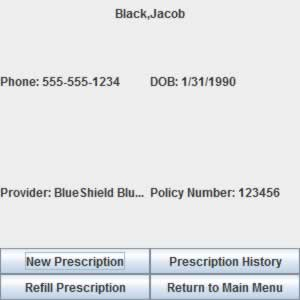 Black,Jacob
Phone: 555-555-1234 DOB: 1/31/1990
Provider: BlueShield Blu... Policy Number: 123456
New Prescription Prescription History
Refill Prescription Return to Main Menu